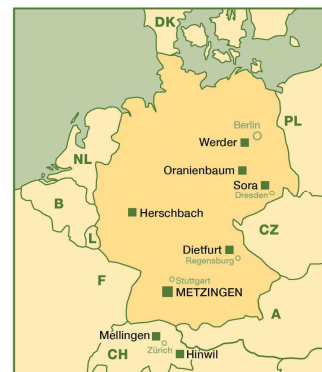 DK
Berlin
PL
Werder
NL
Oranienbaum
Sora
Dresden
B
Herschbach
L
CZ
Dietfurt
Regensburg
F
Stuttgart
METZINGEN
A
Mellingen
Zürich
CH
Hinwil